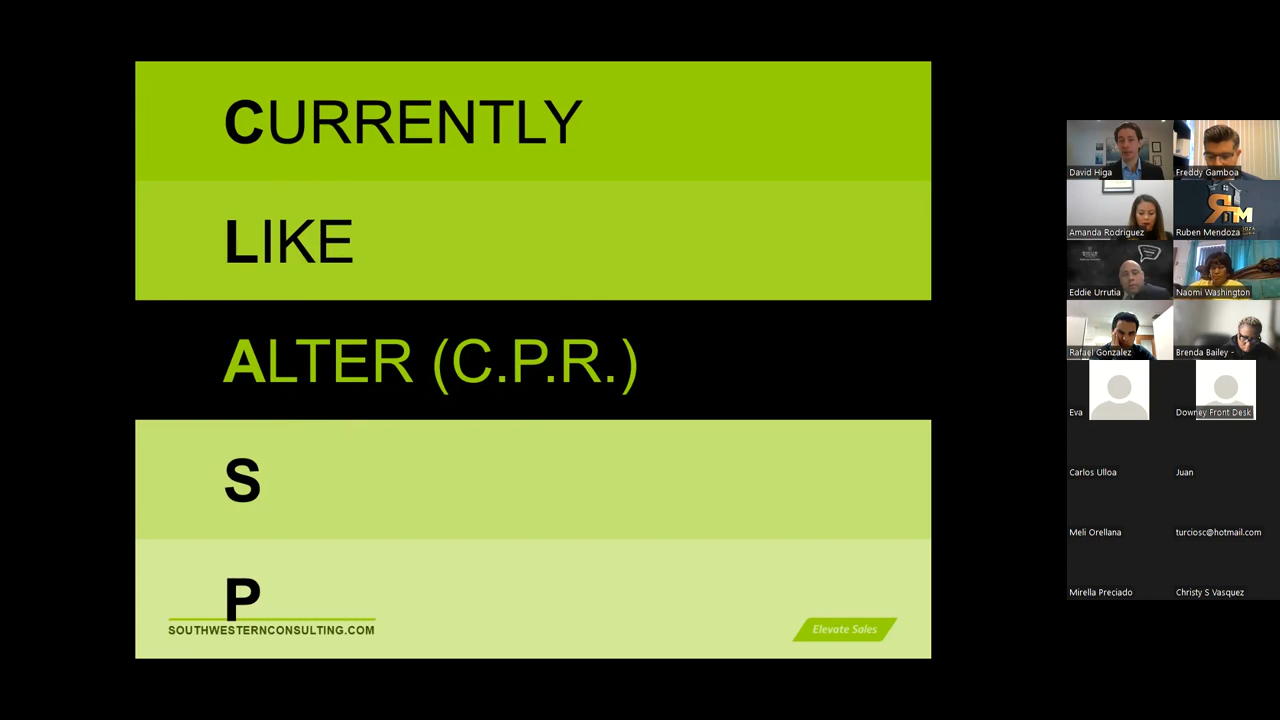 CURRENTLY
LIKE
ALTER (C.P.R.)
S
P
SOUTHWESTERNCONSULTING.COM
Elevate Sales
David Higa
Freddy Gamboa
Amanda Rodriguez
Ruben Mendoza
Eddie Urrutia
Naomi Washington
Rafael Gonzalez
Brenda Bailey -
Eva
Downey Front Desk
Carlos Ulloa
Juan
Meli Orellana
turciosc@hotmail.com
Mirella Preciado
Christy S Vasquez